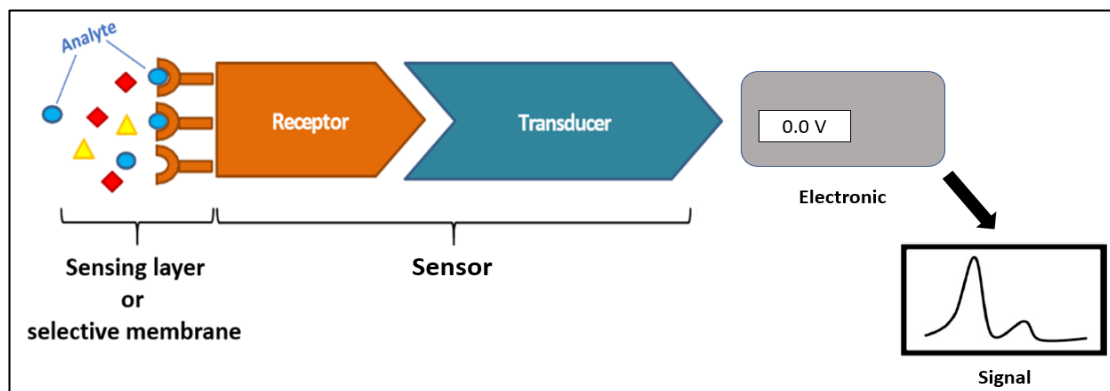 Analyte
Receptor
Transducer
0.0 V
Electronic
Sensing layer
or
selective membrane
Sensor
Signal